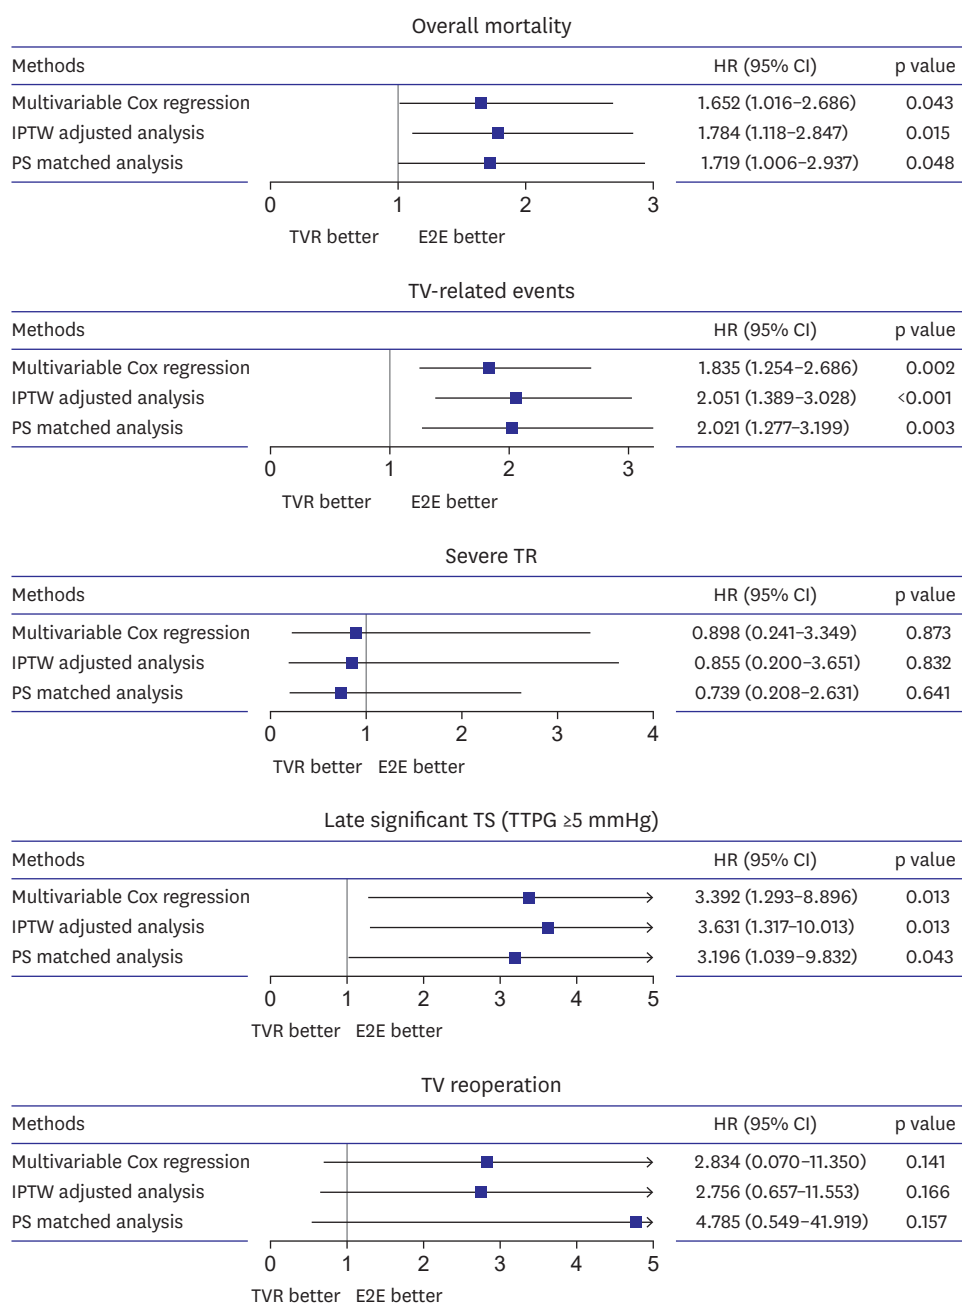 Overall mortality
Methods HR (95% CI) p value
Multivariable Cox regression 1.652 (1.016–2.686) 0.043
IPTW adjusted analysis 1.784 (1.118–2.847) 0.015
PS matched analysis 1.719 (1.006–2.937) 0.048
0 1 2 3
TVR better E2E better
TV-related events
Methods HR (95% CI) p value
Multivariable Cox regression 1.835 (1.254–2.686) 0.002
IPTW adjusted analysis 2.051 (1.389–3.028) <0.001
PS matched analysis 2.021 (1.277–3.199) 0.003
0 1 2 3
TVR better E2E better
Severe TR
Methods HR (95% CI) p value
Multivariable Cox regression 0.898 (0.241–3.349) 0.873
IPTW adjusted analysis 0.855 (0.200–3.651) 0.832
PS matched analysis 0.739 (0.208–2.631) 0.641
0 1 2 3 4
TVR better E2E better
Late significant TS (TTPG ≥5 mmHg)
Methods HR (95% CI) p value
Multivariable Cox regression 3.392 (1.293–8.896) 0.013
IPTW adjusted analysis 3.631 (1.317–10.013) 0.013
PS matched analysis 3.196 (1.039–9.832) 0.043
0 1 2 3 4 5
TVR better E2E better
TV reoperation
Methods HR (95% CI) p value
Multivariable Cox regression 2.834 (0.070–11.350) 0.141
IPTW adjusted analysis 2.756 (0.657–11.553) 0.166
PS matched analysis 4.785 (0.549–41.919) 0.157
0 1 2 3 4 5
TVR better E2E better